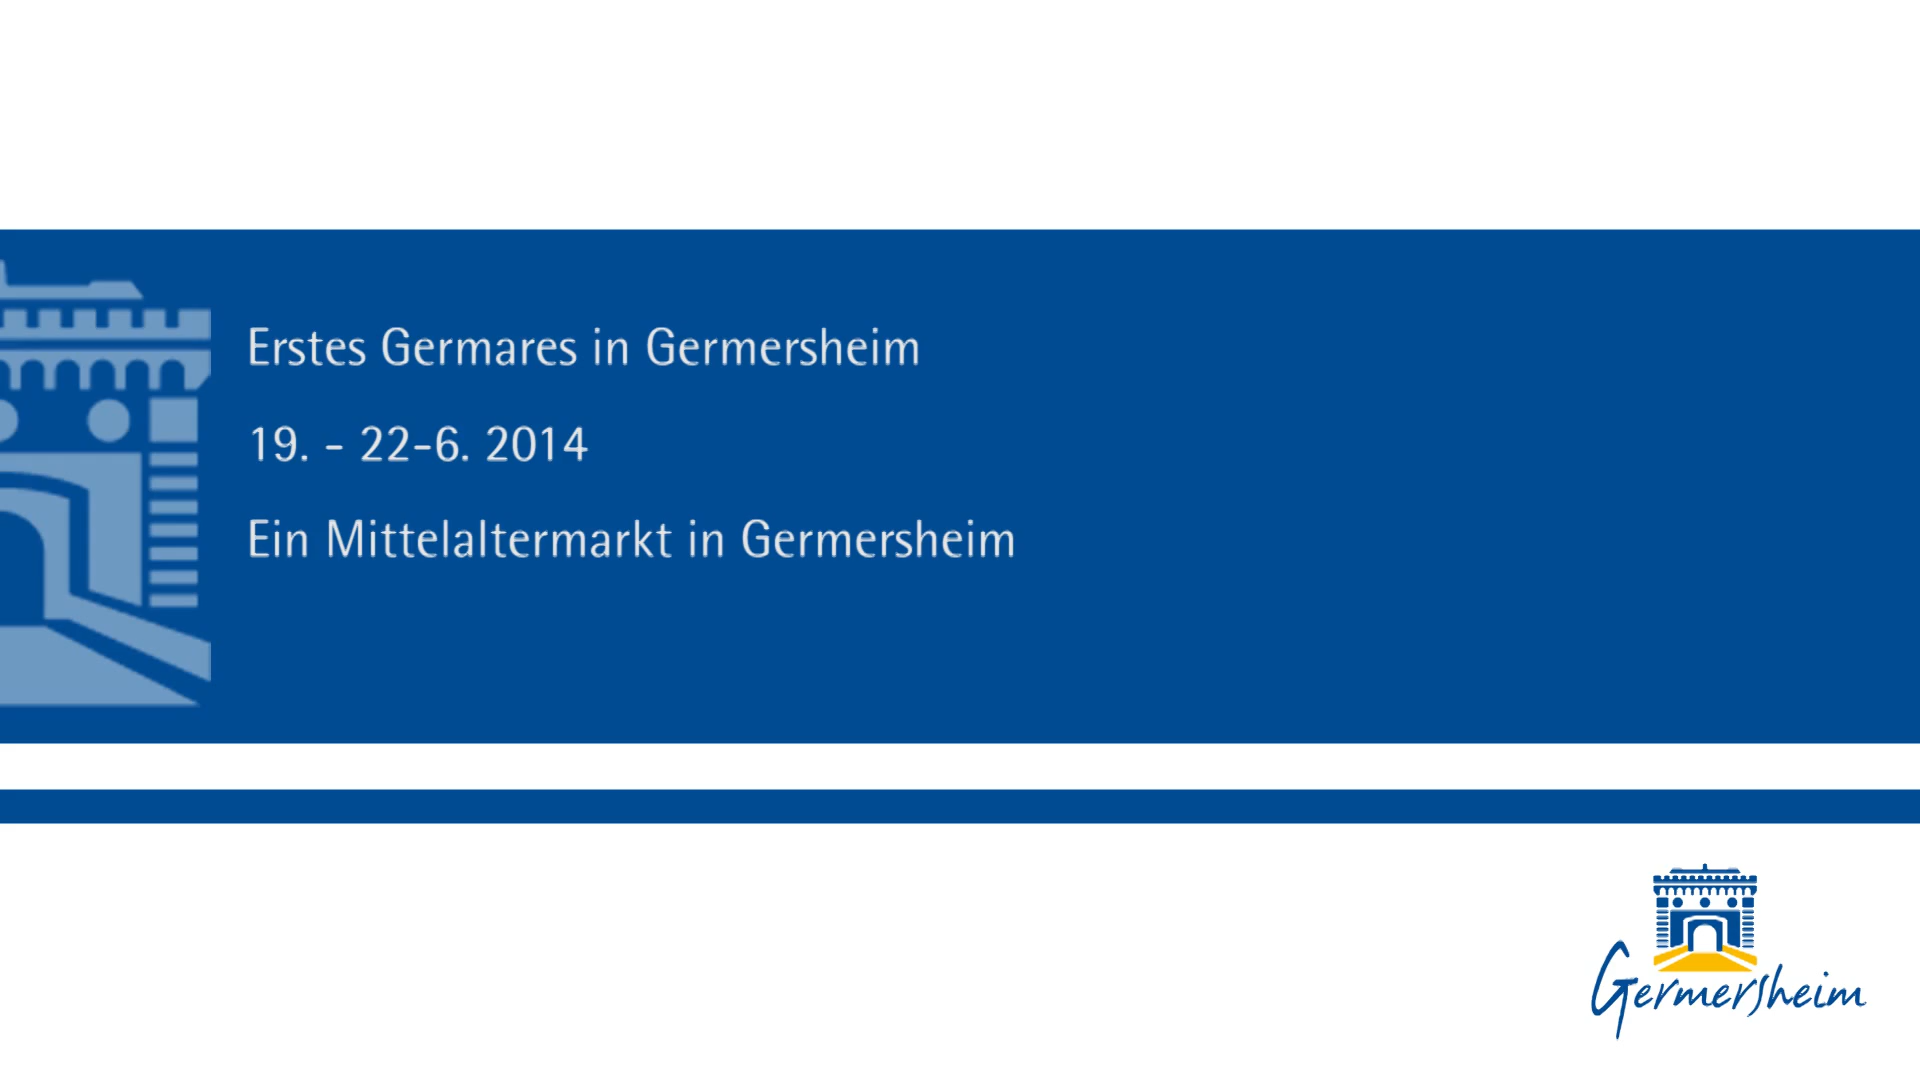 Erstes Germares in Germersheim
19. - 22-6. 2014
Ein Mittelaltermarkt in Germersheim
Germersheim